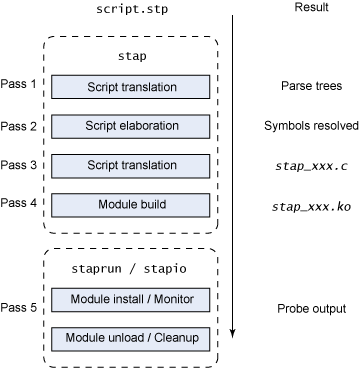 script.stp Result
stap
Pass 1 Script translation Parse trees
Pass 2 Script elaboration Symbols resolved
Pass 3 Script translation stap_xxx.c
Pass 4 Module build stap_xxx.ko
staprun / stapio
Module install / Monitor
Pass 5 Probe output
Module unload / Cleanup